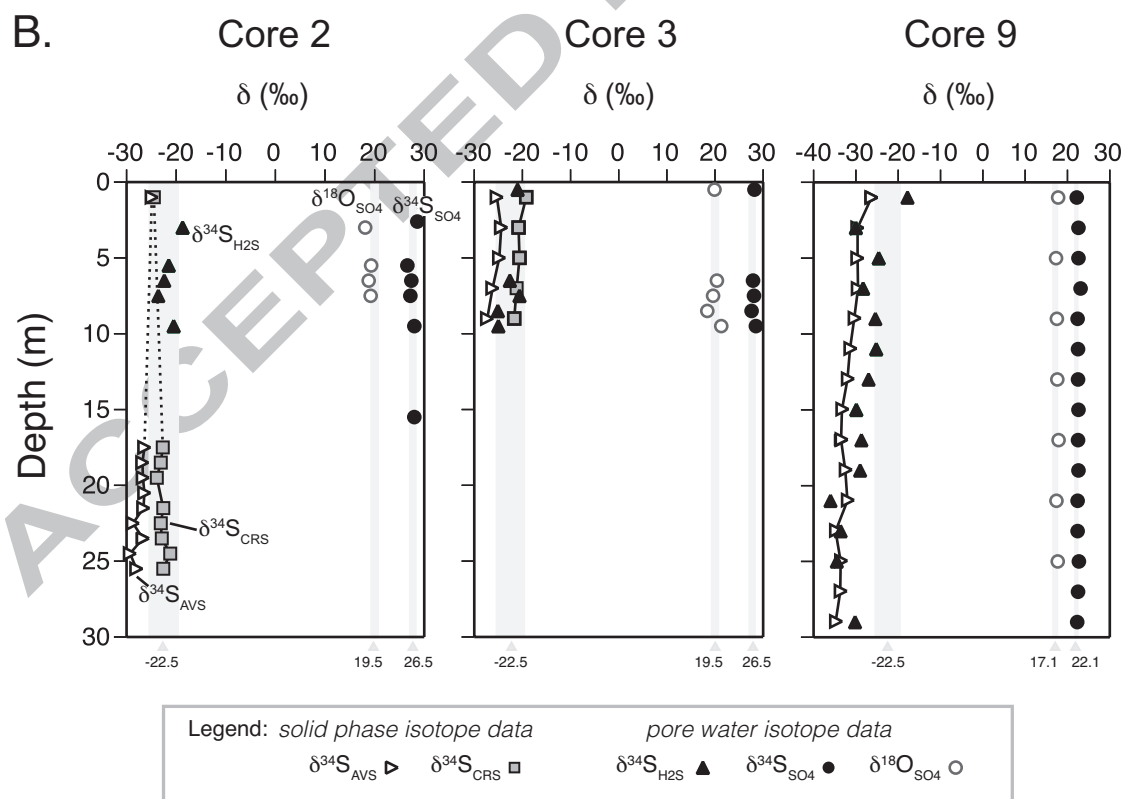 B.
Core 2 Core 3 Core 9
δ (‰) δ (‰) δ (‰)
-30 -20 -10 0 10 20 30 -30 -20 -10 0 10 20 30 -40 -30 -20 -10 0 10 20 30
0
5
10
15
20
25
30
Depth (m)
δ18OSO4 δ34SSO4
δ34SH2S
δ34SCRS
δ34SAVS
-22.5 19.5 26.5 -22.5 19.5 26.5 -22.5 17.1 22.1
Legend: solid phase isotope data pore water isotope data
δ34SAVS δ34SCRS δ34SH2S δ34SSO4 δ18OSO4
ACCEPTED